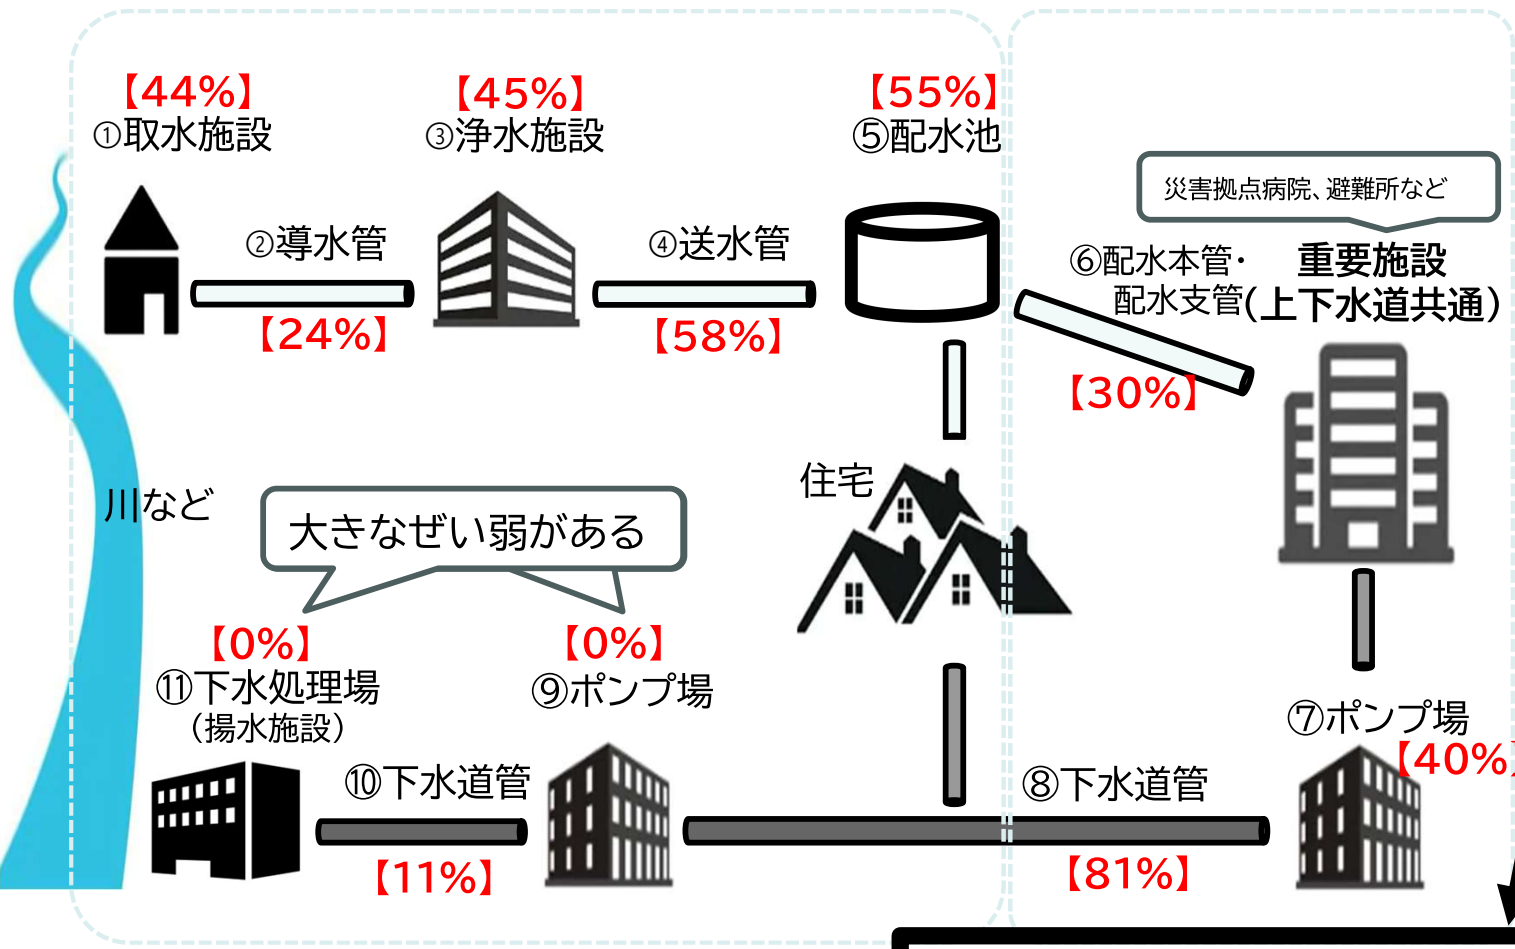 【44%】
①取水施設
②導水管
【24%】
【45%】
③浄水施設
④送水管
【58%】
【55%】
⑤配水池
災害拠点病院、避難所など
⑥配水本管・
配水支管
【30%】
重要施設
(上下水道共通)
川など
住宅
大きなぜい弱がある
【0%】
⑪下水処理場
(揚水施設)
⑩下水道管
【11%】
【0%】
⑨ポンプ場
⑧下水道管
【81%】
⑦ポンプ場
【40%】